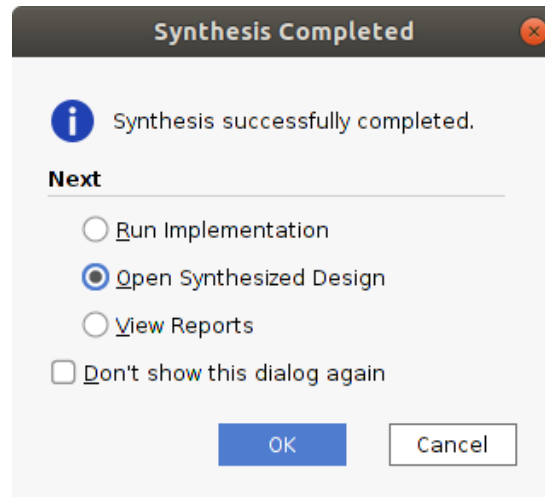 Synthesis Completed
Synthesis successfully completed.
Next
Run Implementation
Open Synthesized Design
View Reports
Don't show this dialog again
OK Cancel